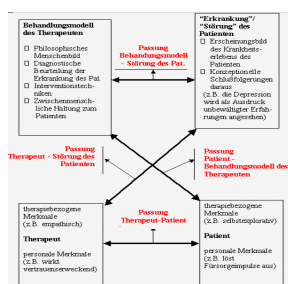 Behandlungsmodell
des Therapeuten
□ Philosophisches
Menschenbild
□ Diagnostische
Beurteilung der
Erkrankung des Pat.
□ Interventionstech-
niken
□ Zwischenmensch-
liche Haltung zum
Patienten
Passung
Behandlungsmodell
- Störung des Pat.
"Erkrankung"/
"Störung" des
Patienten
□ Erscheinungsbild
des Krankheits-
erlebens des
Patienten
□ Konzeptionelle
Schlußfolgerungen
daraus
(z.B. die Depression
wird als Ausdruck
unbewältigter Erfah-
rungen angesehen)
Passung
Therapeut - Störung des
Patienten
Passung
Patient -
Behandlungsmodell des
Therapeuten
therapiebezogene
Merkmale
(z.B. empathisch)
Therapeut
personale Merkmale
(z.B. wirkt
vertrauenserweckend)
Passung
Therapeut-Patient
therapiebezogene
Merkmale
(z.B. selbstexplorativ)
Patient
personale Merkmale
(z.B. löst
Fürsorgeimpulse aus)